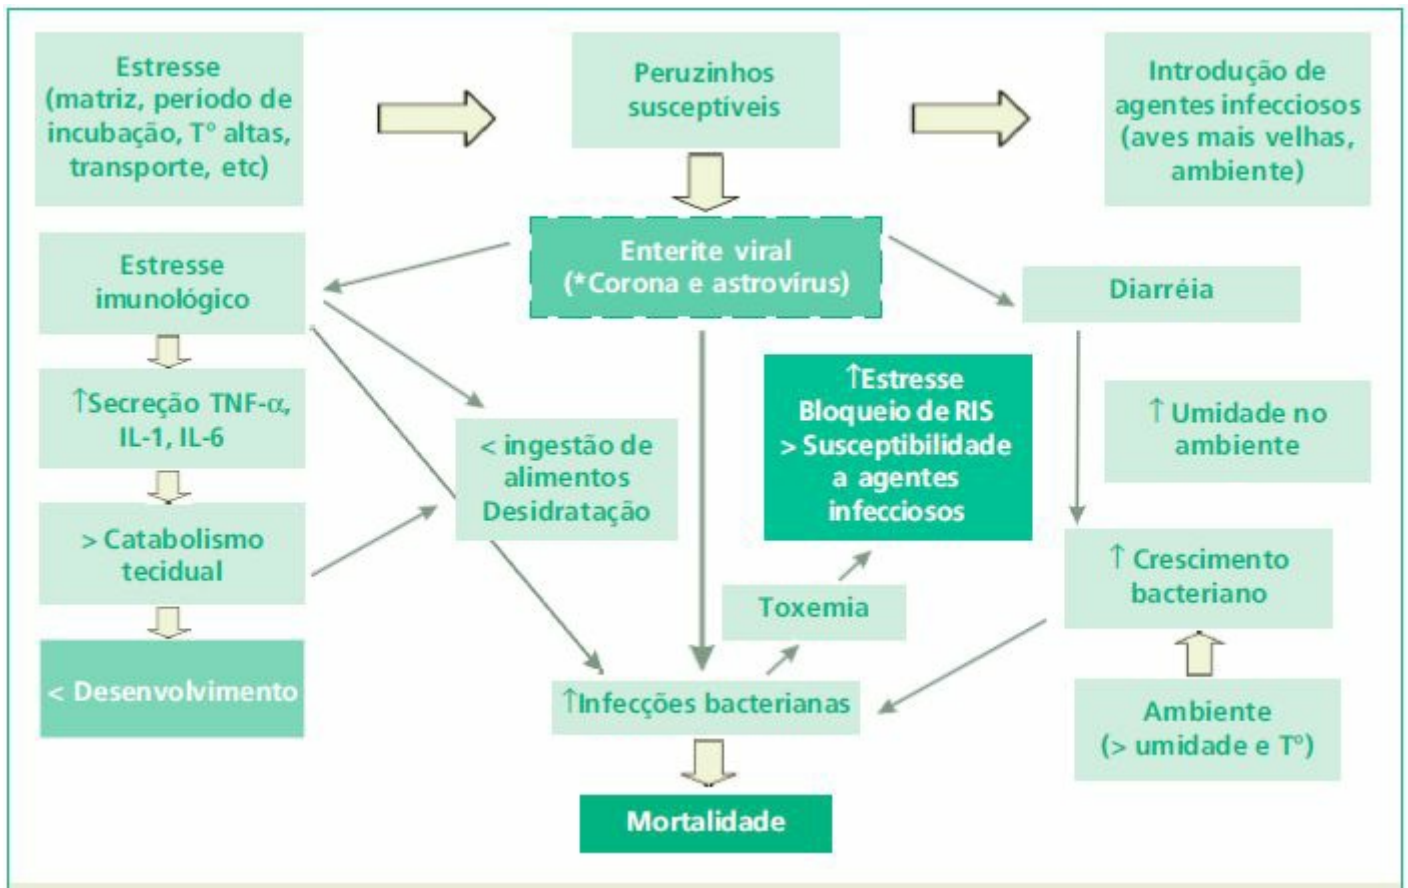 Estresse
(matriz, período de
incubação, Tº altas,
transporte, etc)
Peruzinhos
susceptíveis
Introdução de
agentes infecciosos
(aves mais velhas,
ambiente)
Enterite viral
(*Corona e astrovírus)
Estresse
imunológico
Diarréia
↑Secreção TNF-α,
IL-1, IL-6
↑Estresse
Bloqueio de RIS
> Susceptibilidade
a agentes
infecciosos
↑ Umidade no
ambiente
< ingestão de
alimentos
Desidratação
> Catabolismo
tecidual
↑ Crescimento
bacteriano
Toxemia
< Desenvolvimento
↑Infecções bacterianas
Ambiente
(> umidade e Tº)
Mortalidade